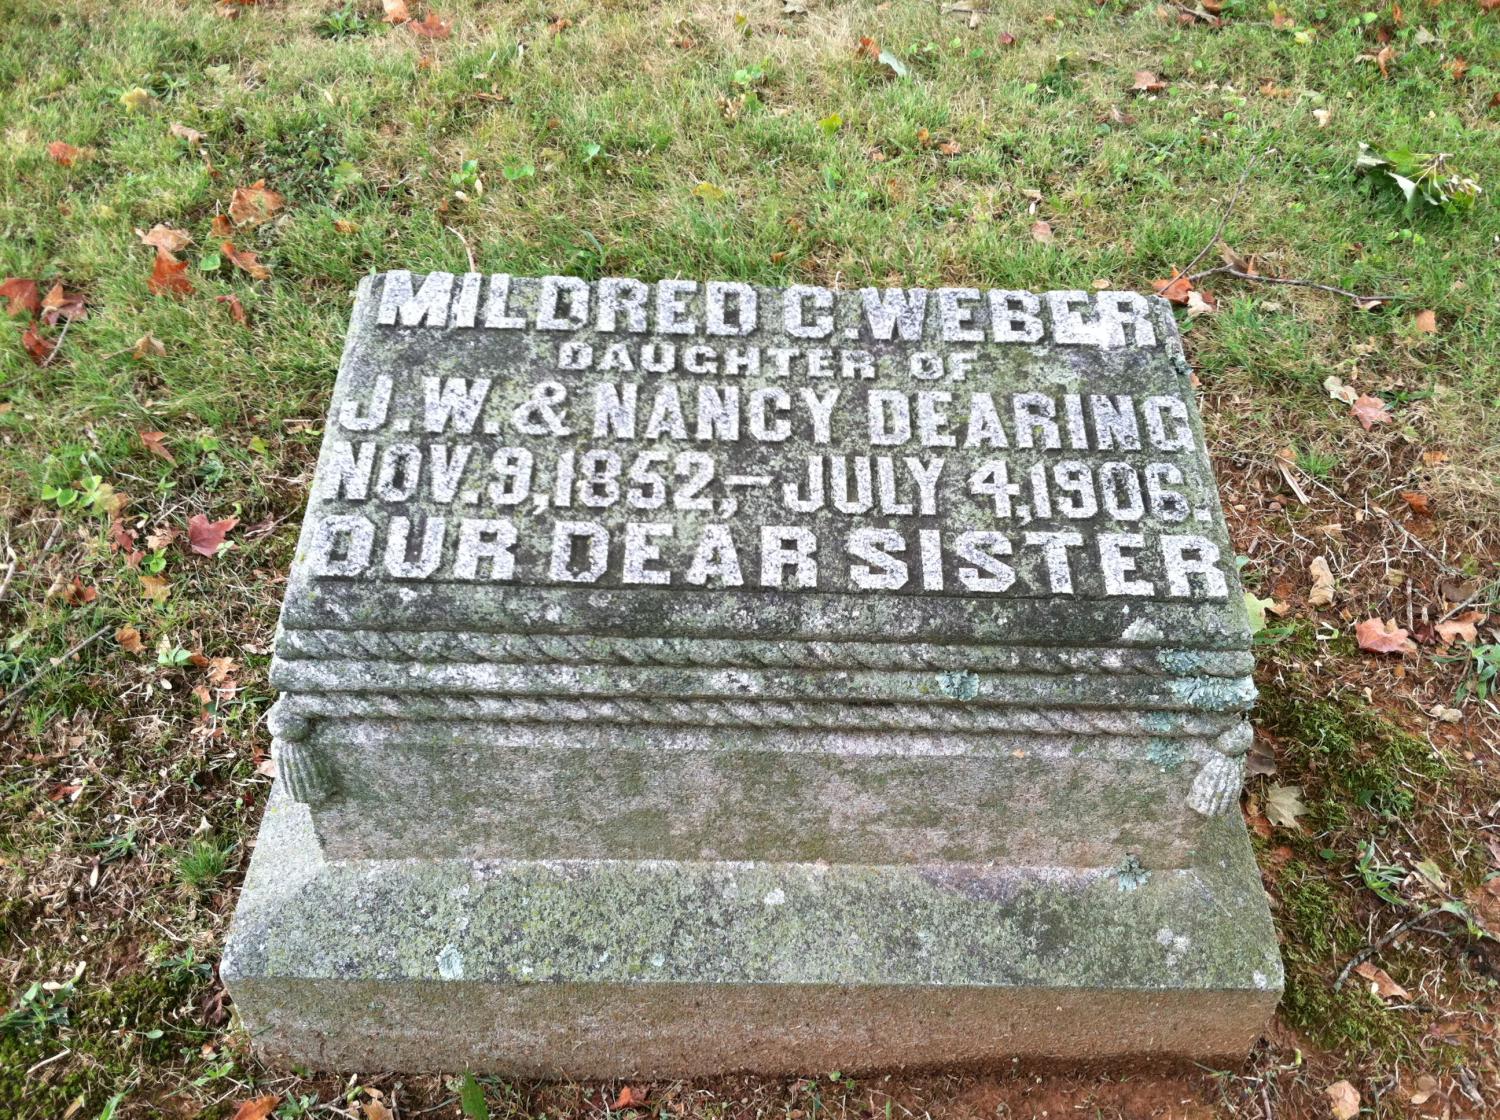 MILDRED C. WEBER
DAUGHTER OF
J.W. & NANCY DEARING
NOV. 9, 1852,- JULY 4, 1906.
OUR DEAR SISTER